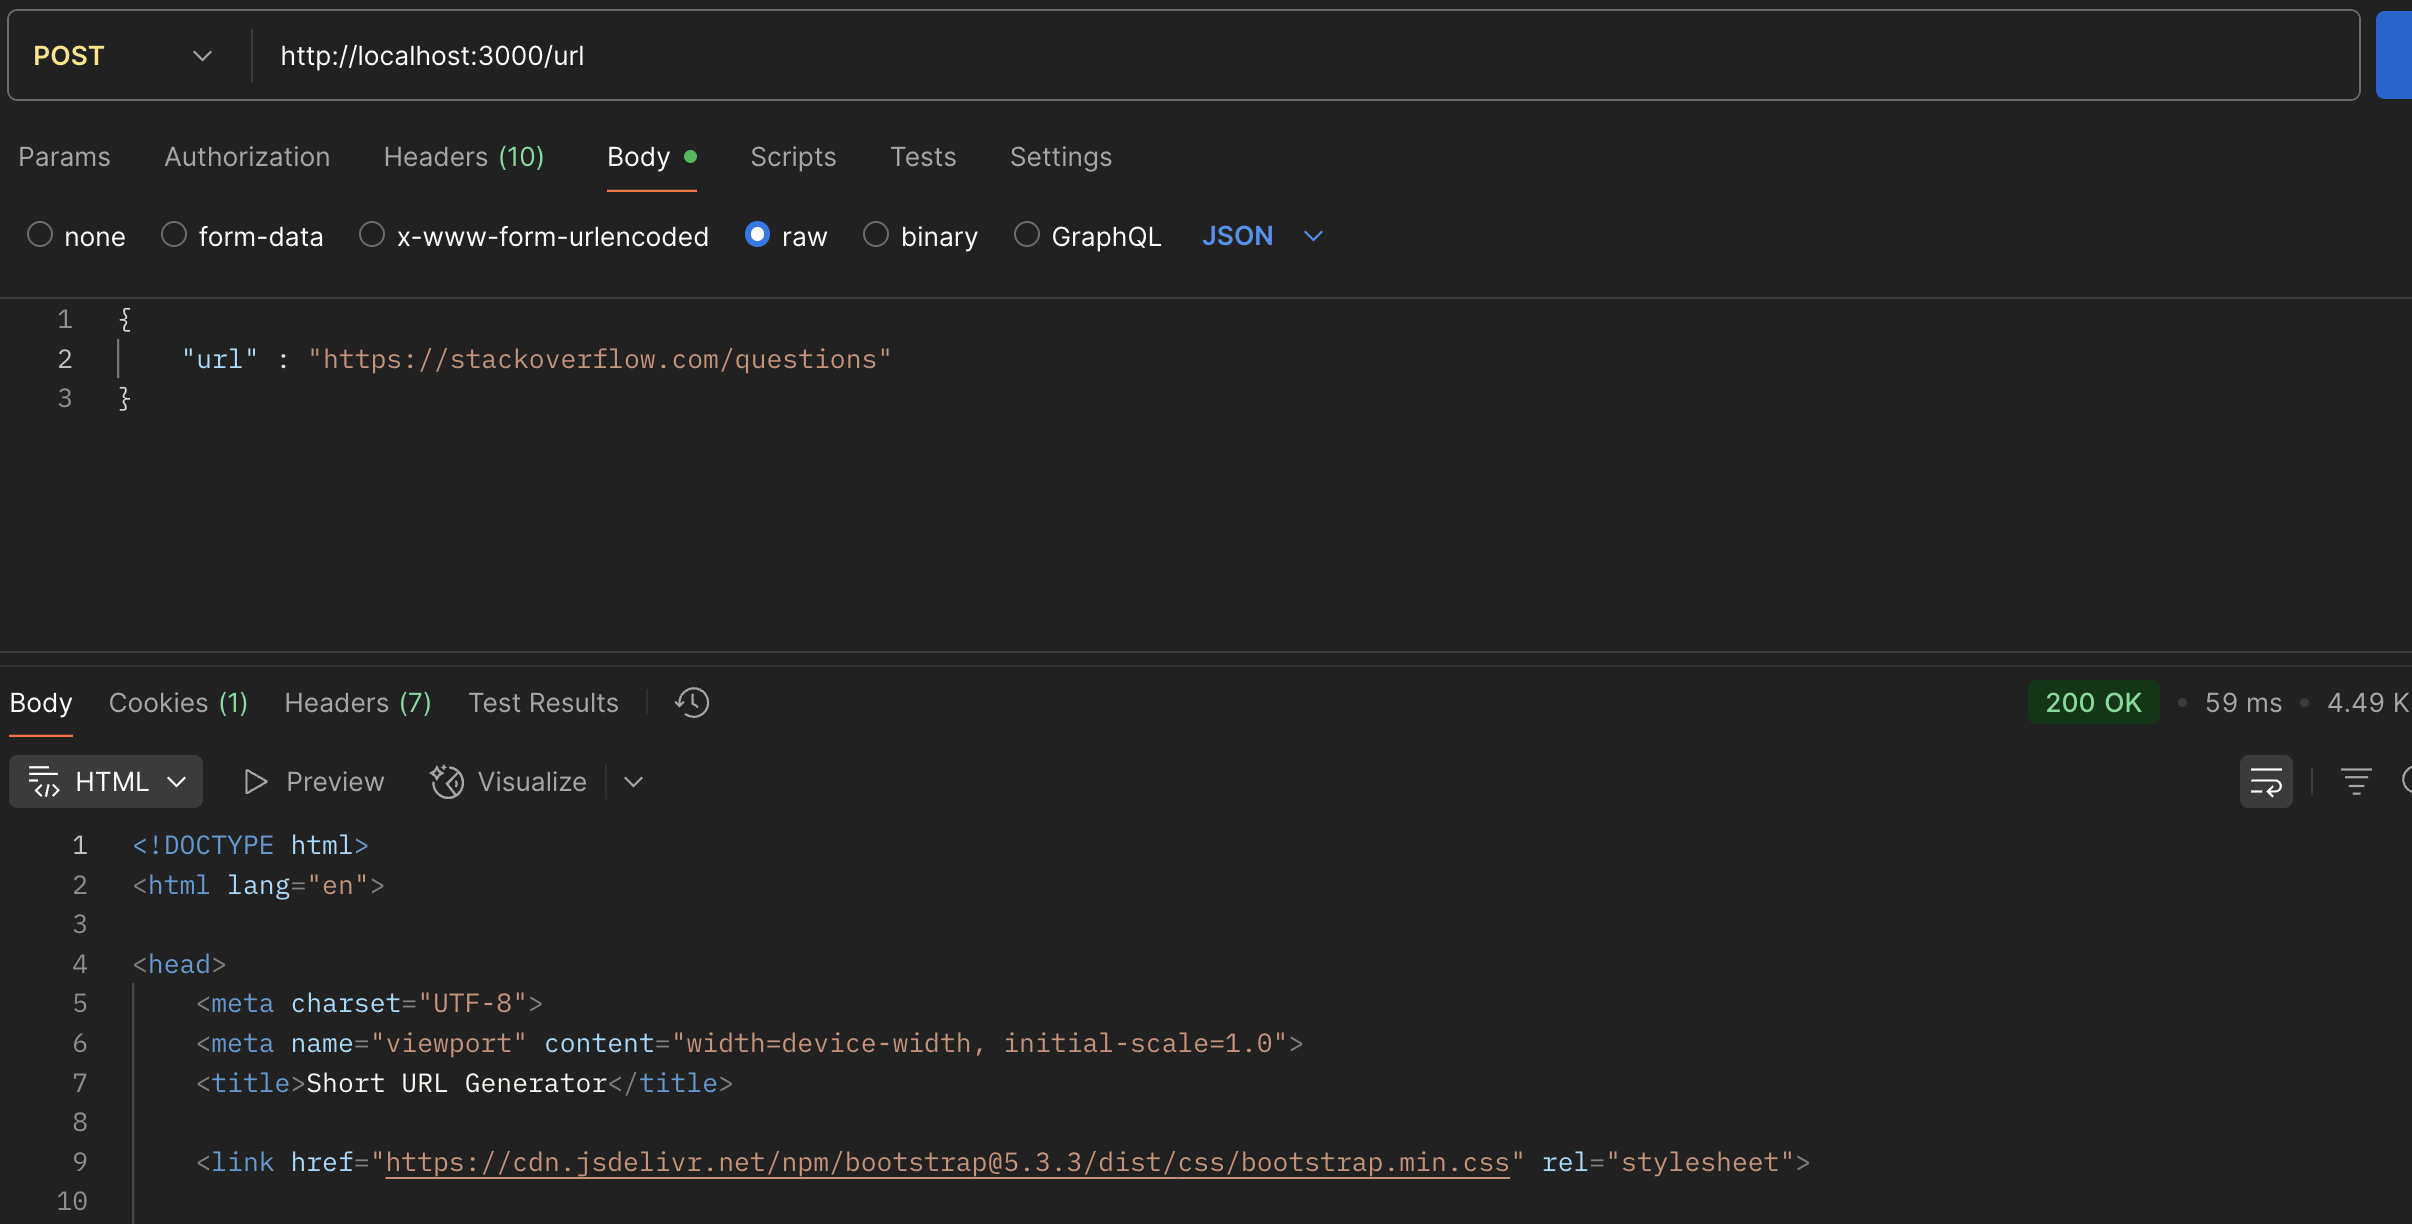 POST http://localhost:3000/url
Params Authorization Headers (10) Body Scripts Tests Settings
none form-data x-www-form-urlencoded raw binary GraphQL JSON
1 {
2 "url" : "https://stackoverflow.com/questions"
3 }
Body Cookies (1) Headers (7) Test Results 200 OK • 59 ms • 4.49 K
HTML Preview Visualize
1 <!DOCTYPE html>
2 <html lang="en">
3
4 <head>
5 <meta charset="UTF-8">
6 <meta name="viewport" content="width=device-width, initial-scale=1.0">
7 <title>Short URL Generator</title>
8
9 <link href="https://cdn.jsdelivr.net/npm/bootstrap@5.3.3/dist/css/bootstrap.min.css" rel="stylesheet">
10